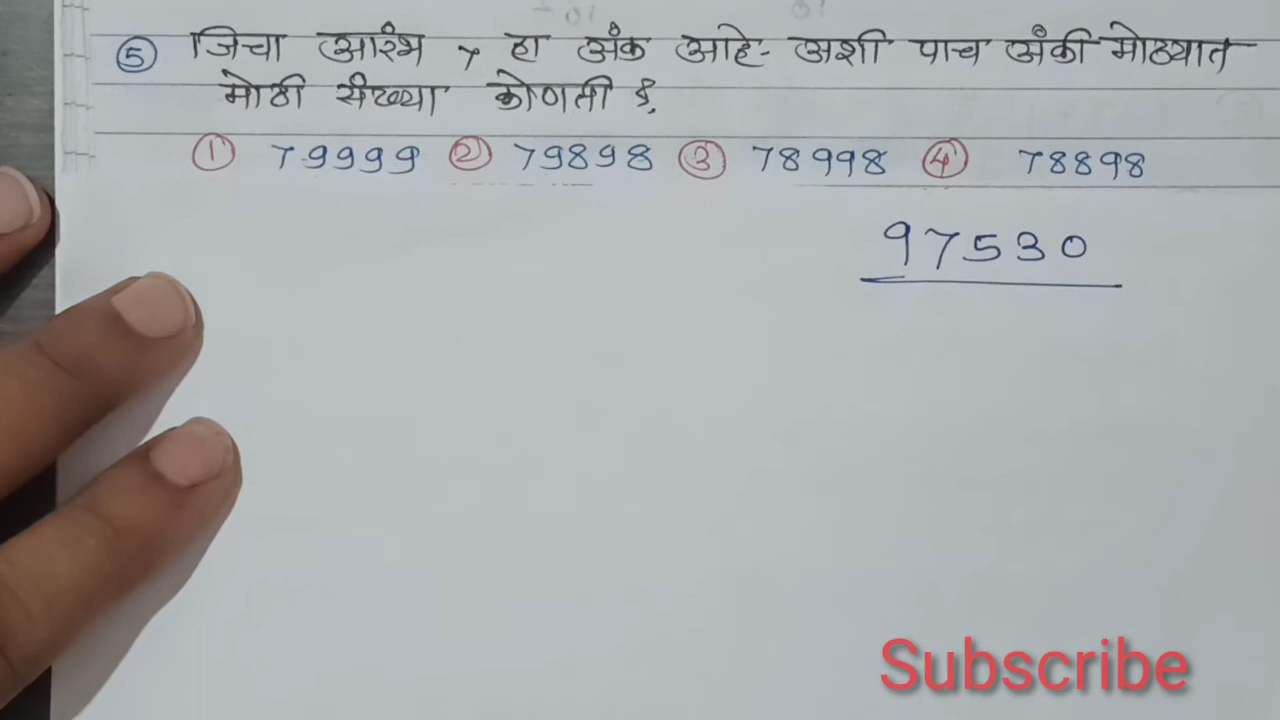 ⑤ जिचा आरंभ 7 हा अंक आहे- अशी पाच अंकी मोठ्यात
मोठी संख्या कोणती ?
① 79999 ② 79898 ③ 78998 ④ 78898
97530
Subscribe